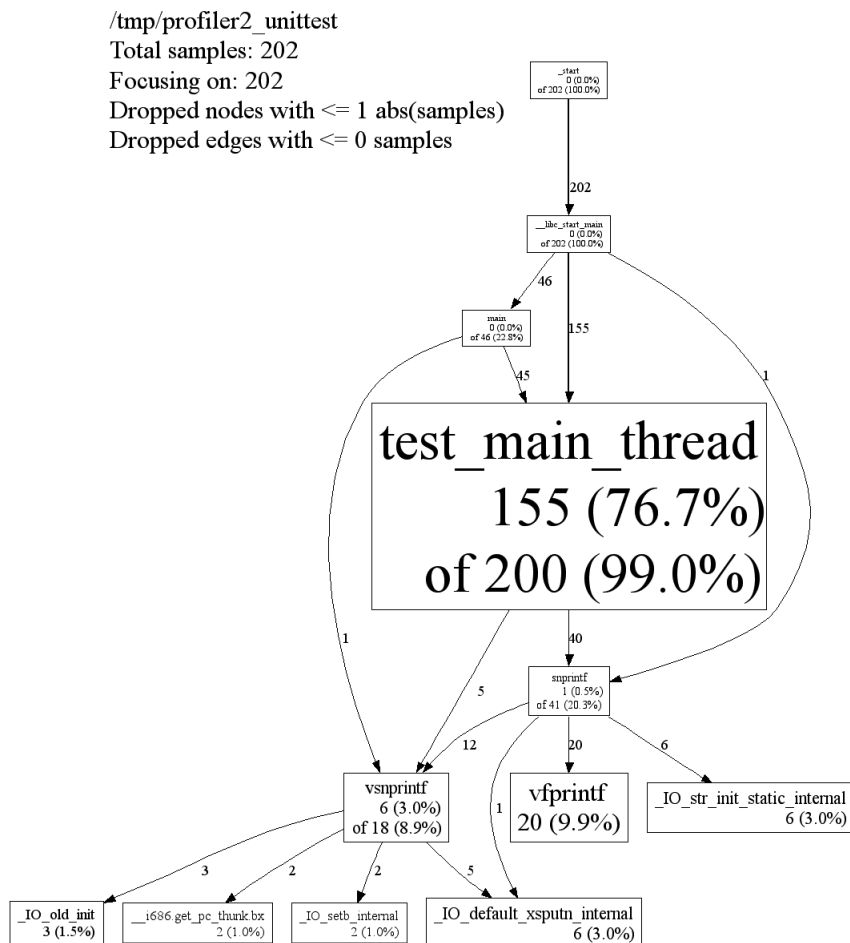 /tmp/profiler2_unittest
Total samples: 202
Focusing on: 202
Dropped nodes with <= 1 abs(samples)
Dropped edges with <= 0 samples
_start
0 (0.0%)
of 202 (100.0%)
202
__libc_start_main
0 (0.0%)
of 202 (100.0%)
46
main
0 (0.0%)
of 46 (22.8%)
155
1
45
test_main_thread
155 (76.7%)
of 200 (99.0%)
1
40
5
snprintf
1 (0.5%)
of 41 (20.3%)
12
20
6
vsnprintf
6 (3.0%)
of 18 (8.9%)
1
vfprintf
20 (9.9%)
_IO_str_init_static_internal
6 (3.0%)
3
2
2
5
_IO_old_init
3 (1.5%)
__i686.get_pc_thunk.bx
2 (1.0%)
_IO_setb_internal
2 (1.0%)
_IO_default_xsputn_internal
6 (3.0%)